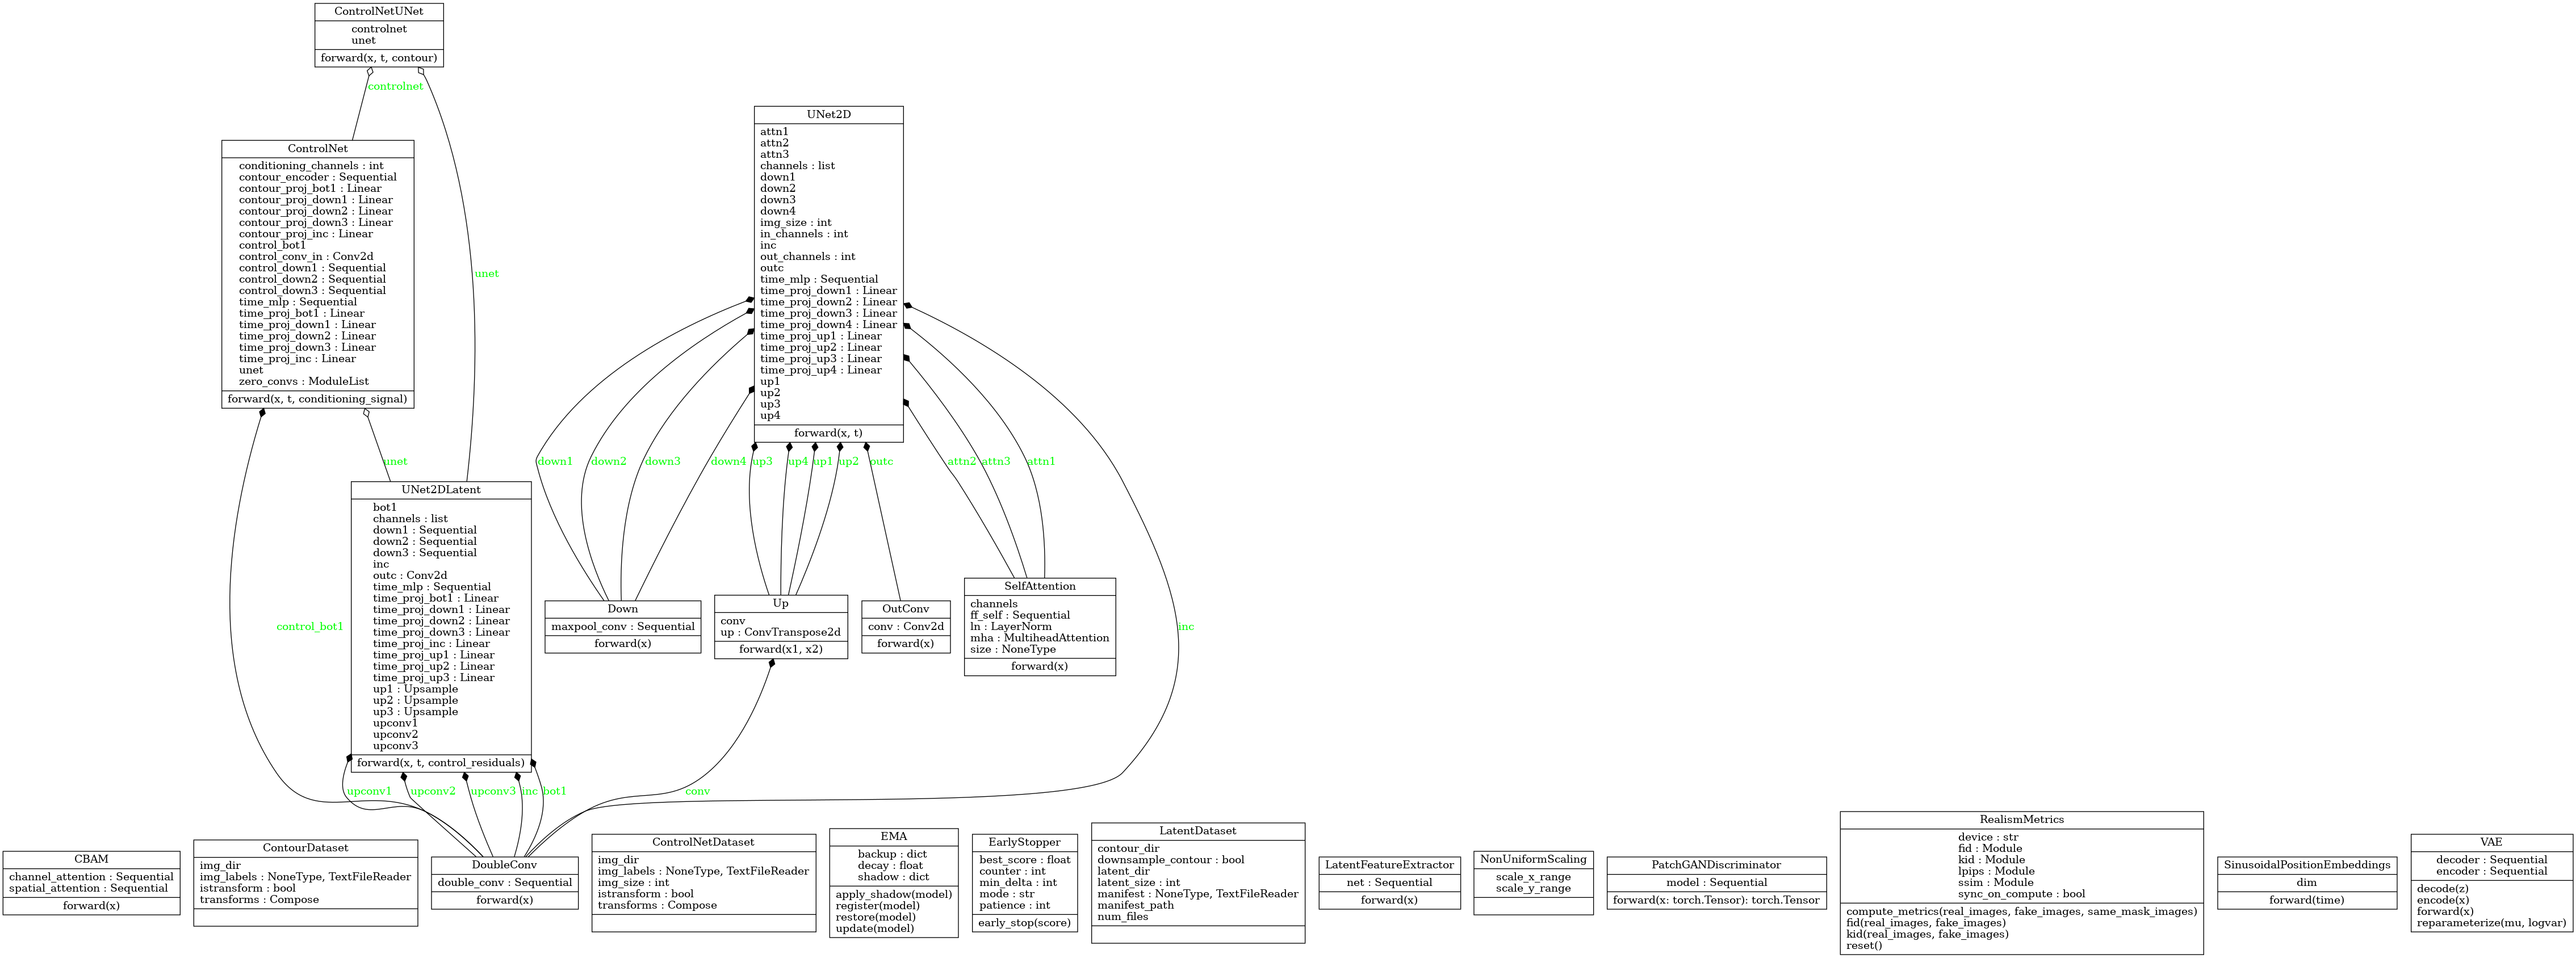 ControlNetUNet
controlnet
unet
forward(x, t, contour)
controlnet
unet
ControlNet
conditioning_channels : int
contour_encoder : Sequential
contour_proj_bot1 : Linear
contour_proj_down1 : Linear
contour_proj_down2 : Linear
contour_proj_down3 : Linear
contour_proj_inc : Linear
control_bot1
control_conv_in : Conv2d
control_down1 : Sequential
control_down2 : Sequential
control_down3 : Sequential
time_mlp : Sequential
time_proj_bot1 : Linear
time_proj_down1 : Linear
time_proj_down2 : Linear
time_proj_down3 : Linear
time_proj_inc : Linear
unet
zero_convs : ModuleList
forward(x, t, conditioning_signal)
unet
control_bot1
UNet2D
attn1
attn2
attn3
channels : list
down1
down2
down3
down4
img_size : int
in_channels : int
inc
out_channels : int
outc
time_mlp : Sequential
time_proj_down1 : Linear
time_proj_down2 : Linear
time_proj_down3 : Linear
time_proj_down4 : Linear
time_proj_up1 : Linear
time_proj_up2 : Linear
time_proj_up3 : Linear
time_proj_up4 : Linear
up1
up2
up3
up4
forward(x, t)
down1
down2
down3
down4
up3
up4
up1
up2
outc
attn2
attn3
attn1
inc
UNet2DLatent
bot1
channels : list
down1 : Sequential
down2 : Sequential
down3 : Sequential
inc
outc : Conv2d
time_mlp : Sequential
time_proj_bot1 : Linear
time_proj_down1 : Linear
time_proj_down2 : Linear
time_proj_down3 : Linear
time_proj_inc : Linear
time_proj_up1 : Linear
time_proj_up2 : Linear
time_proj_up3 : Linear
up1 : Upsample
up2 : Upsample
up3 : Upsample
upconv1
upconv2
upconv3
forward(x, t, control_residuals)
Down
maxpool_conv : Sequential
forward(x)
Up
conv
up : ConvTranspose2d
forward(x1, x2)
OutConv
conv : Conv2d
forward(x)
SelfAttention
channels
ff_self : Sequential
ln : LayerNorm
mha : MultiheadAttention
size : NoneType
forward(x)
upconv1
upconv2
upconv3
inc
bot1
conv
CBAM
channel_attention : Sequential
spatial_attention : Sequential
forward(x)
ContourDataset
img_dir
img_labels : NoneType, TextFileReader
istransform : bool
transforms : Compose
DoubleConv
double_conv : Sequential
forward(x)
ControlNetDataset
img_dir
img_labels : NoneType, TextFileReader
img_size : int
istransform : bool
transforms : Compose
EMA
backup : dict
decay : float
shadow : dict
apply_shadow(model)
register(model)
restore(model)
update(model)
EarlyStopper
best_score : float
counter : int
min_delta : int
mode : str
patience : int
early_stop(score)
LatentDataset
contour_dir
downsample_contour : bool
latent_dir
latent_size : int
manifest : NoneType, TextFileReader
manifest_path
num_files
LatentFeatureExtractor
net : Sequential
forward(x)
NonUniformScaling
scale_x_range
scale_y_range
PatchGANDiscriminator
model : Sequential
forward(x: torch.Tensor): torch.Tensor
RealismMetrics
device : str
fid : Module
kid : Module
lpips : Module
ssim : Module
sync_on_compute : bool
compute_metrics(real_images, fake_images, same_mask_images)
fid(real_images, fake_images)
kid(real_images, fake_images)
reset()
SinusoidalPositionEmbeddings
dim
forward(time)
VAE
decoder : Sequential
encoder : Sequential
decode(z)
encode(x)
forward(x)
reparameterize(mu, logvar)